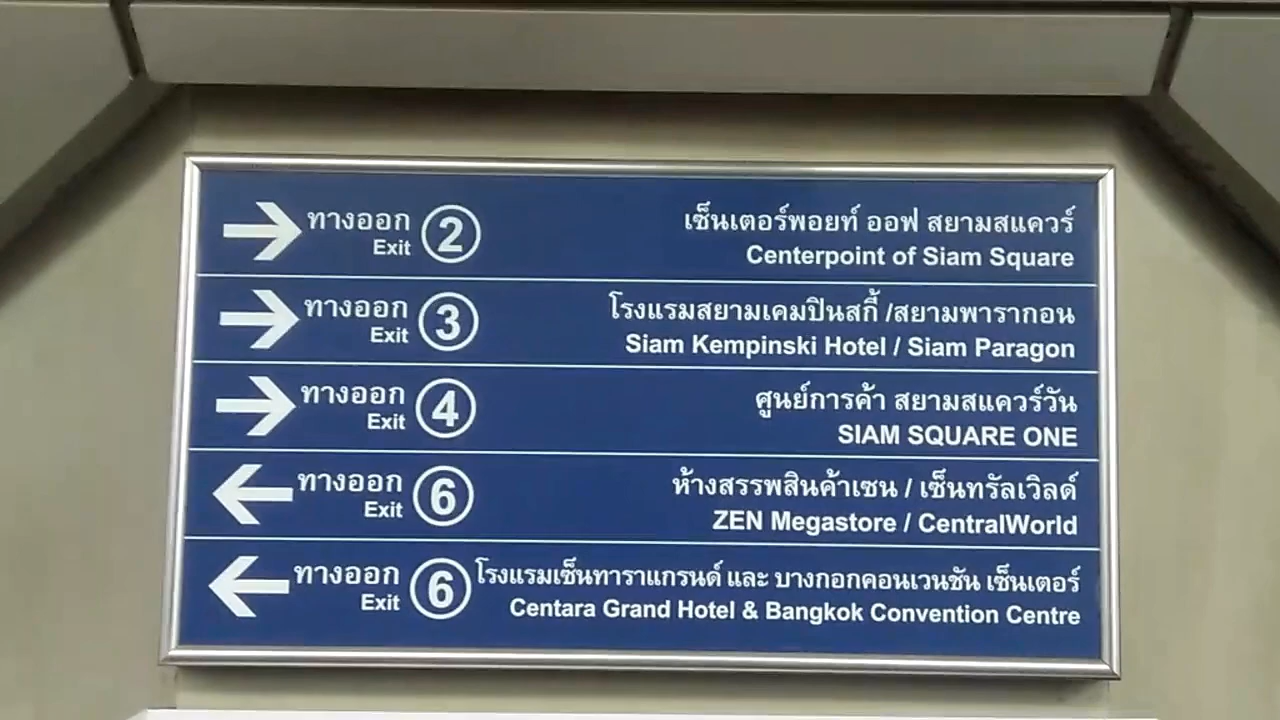 ทางออก 2 เซ็นเตอร์พอยท์ ออฟ สยามสแควร์
Exit Centerpoint of Siam Square
ทางออก 3 โรงแรมสยามเคมปินสกี้ /สยามพารากอน
Exit Siam Kempinski Hotel / Siam Paragon
ทางออก 4 ศูนย์การค้า สยามสแควร์วัน
Exit SIAM SQUARE ONE
ทางออก 6 ห้างสรรพสินค้าเซน / เซ็นทรัลเวิลด์
Exit ZEN Megastore / CentralWorld
ทางออก 6 โรงแรมเซ็นทาราแกรนด์ และ บางกอกคอนเวนชัน เซ็นเตอร์
Exit Centara Grand Hotel & Bangkok Convention Centre